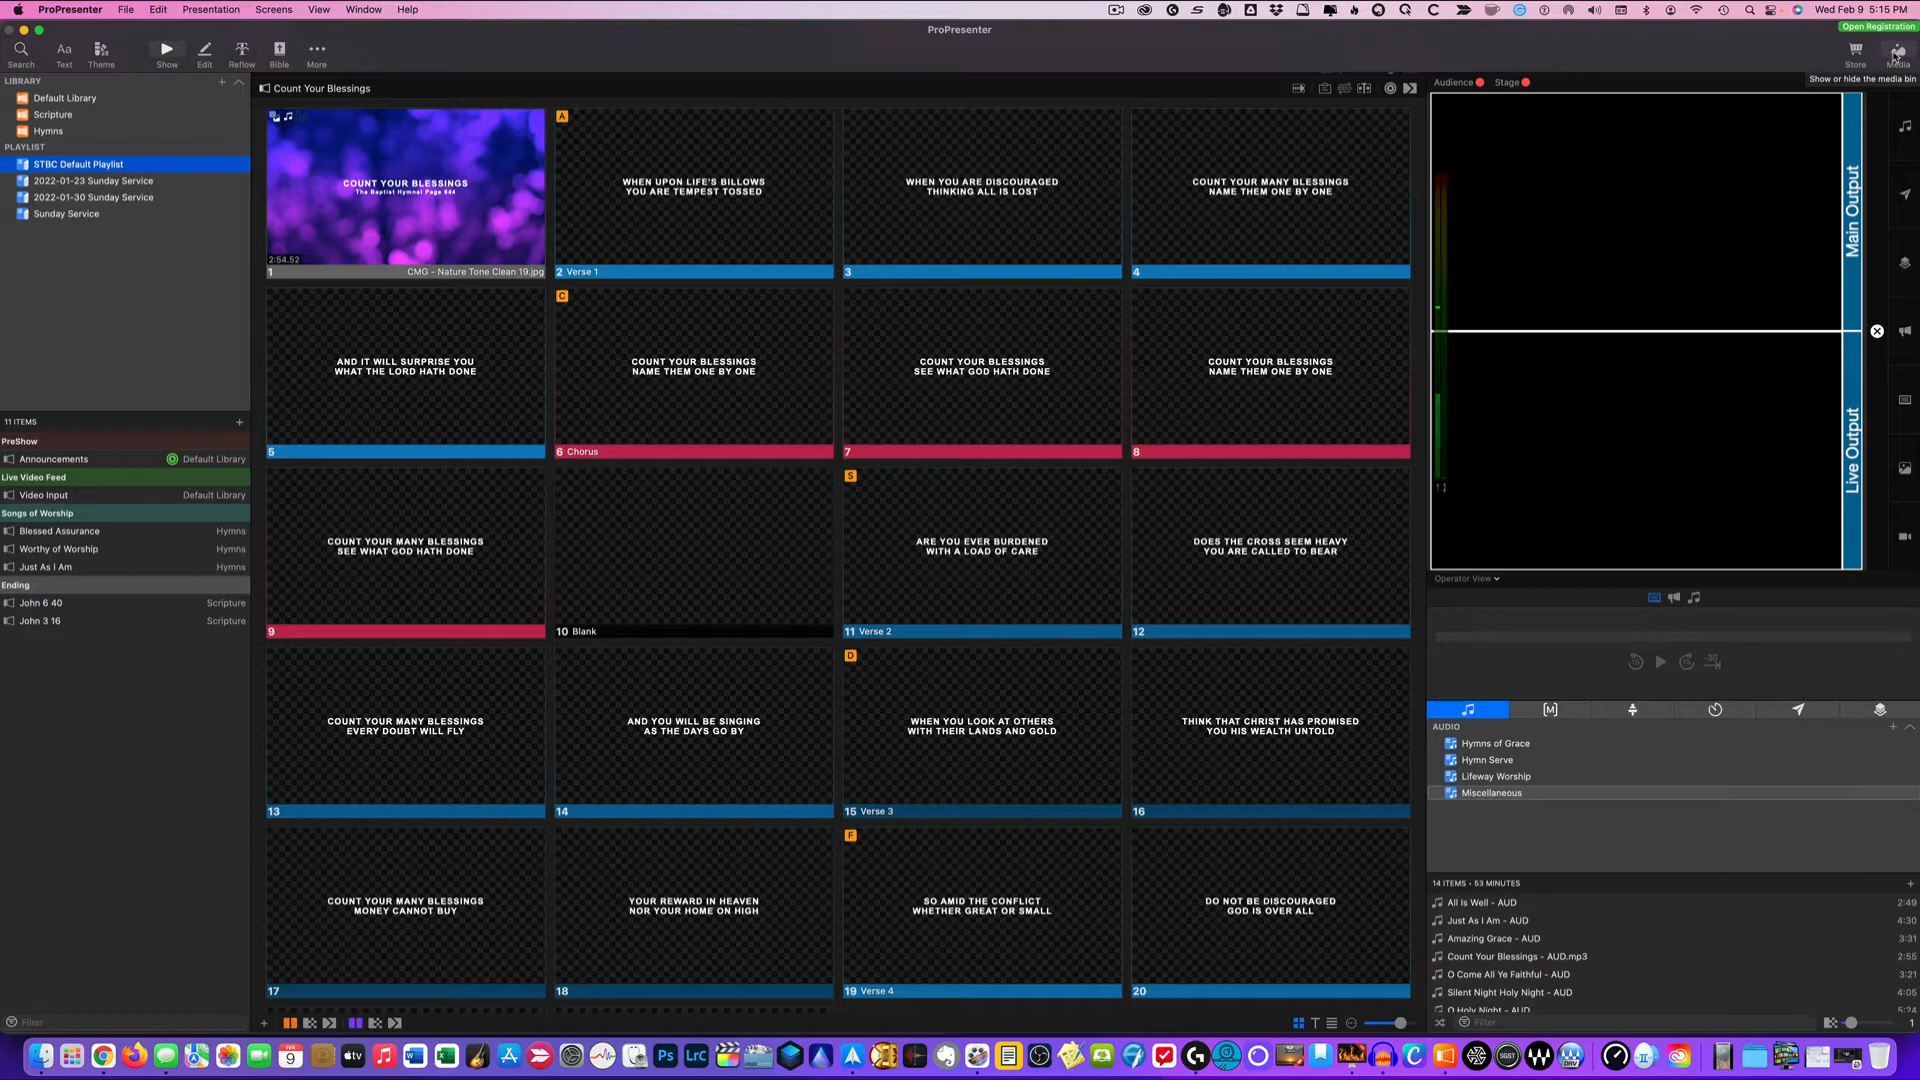 ProPresenter File Edit Presentation Screens View Window Help
Wed Feb 9 5:15 PM
ProPresenter
Open Registration
Search Text Theme Show Edit Reflow Bible More
Store Media
Show or hide the media bin
LIBRARY
Default Library
Scripture
Hymns
PLAYLIST
STBC Default Playlist
2022-01-23 Sunday Service
2022-01-30 Sunday Service
Sunday Service
11 ITEMS
PreShow
Announcements Default Library
Live Video Feed
Video Input Default Library
Songs of Worship
Blessed Assurance Hymns
Worthy of Worship Hymns
Just As I Am Hymns
Ending
John 6 40 Scripture
John 3 16 Scripture
Filter
Count Your Blessings
COUNT YOUR BLESSINGS
The Baptist Hymnal Page 644
2:54.52
1 CMG - Nature Tone Clean 19.jpg
A
WHEN UPON LIFE'S BILLOWS
YOU ARE TEMPEST TOSSED
2 Verse 1
WHEN YOU ARE DISCOURAGED
THINKING ALL IS LOST
3
COUNT YOUR MANY BLESSINGS
NAME THEM ONE BY ONE
4
AND IT WILL SURPRISE YOU
WHAT THE LORD HATH DONE
5
C
COUNT YOUR BLESSINGS
NAME THEM ONE BY ONE
6 Chorus
COUNT YOUR BLESSINGS
SEE WHAT GOD HATH DONE
7
COUNT YOUR BLESSINGS
NAME THEM ONE BY ONE
8
COUNT YOUR MANY BLESSINGS
SEE WHAT GOD HATH DONE
9
10 Blank
S
ARE YOU EVER BURDENED
WITH A LOAD OF CARE
11 Verse 2
DOES THE CROSS SEEM HEAVY
YOU ARE CALLED TO BEAR
12
COUNT YOUR MANY BLESSINGS
EVERY DOUBT WILL FLY
13
AND YOU WILL BE SINGING
AS THE DAYS GO BY
14
D
WHEN YOU LOOK AT OTHERS
WITH THEIR LANDS AND GOLD
15 Verse 3
THINK THAT CHRIST HAS PROMISED
YOU HIS WEALTH UNTOLD
16
COUNT YOUR MANY BLESSINGS
MONEY CANNOT BUY
17
YOUR REWARD IN HEAVEN
NOR YOUR HOME ON HIGH
18
F
SO AMID THE CONFLICT
WHETHER GREAT OR SMALL
19 Verse 4
DO NOT BE DISCOURAGED
GOD IS OVER ALL
20
Audience Stage
Main Output
Live Output
1 2
Operator View
AUDIO
Hymns of Grace
Hymn Serve
Lifeway Worship
Miscellaneous
14 ITEMS • 53 MINUTES
All Is Well - AUD 2:49
Just As I Am - AUD 4:30
Amazing Grace - AUD 3:31
Count Your Blessings - AUD.mp3 2:55
O Come All Ye Faithful - AUD 3:21
Silent Night Holy Night - AUD 4:05
O Holy Night - AUD 5:24
Filter
1